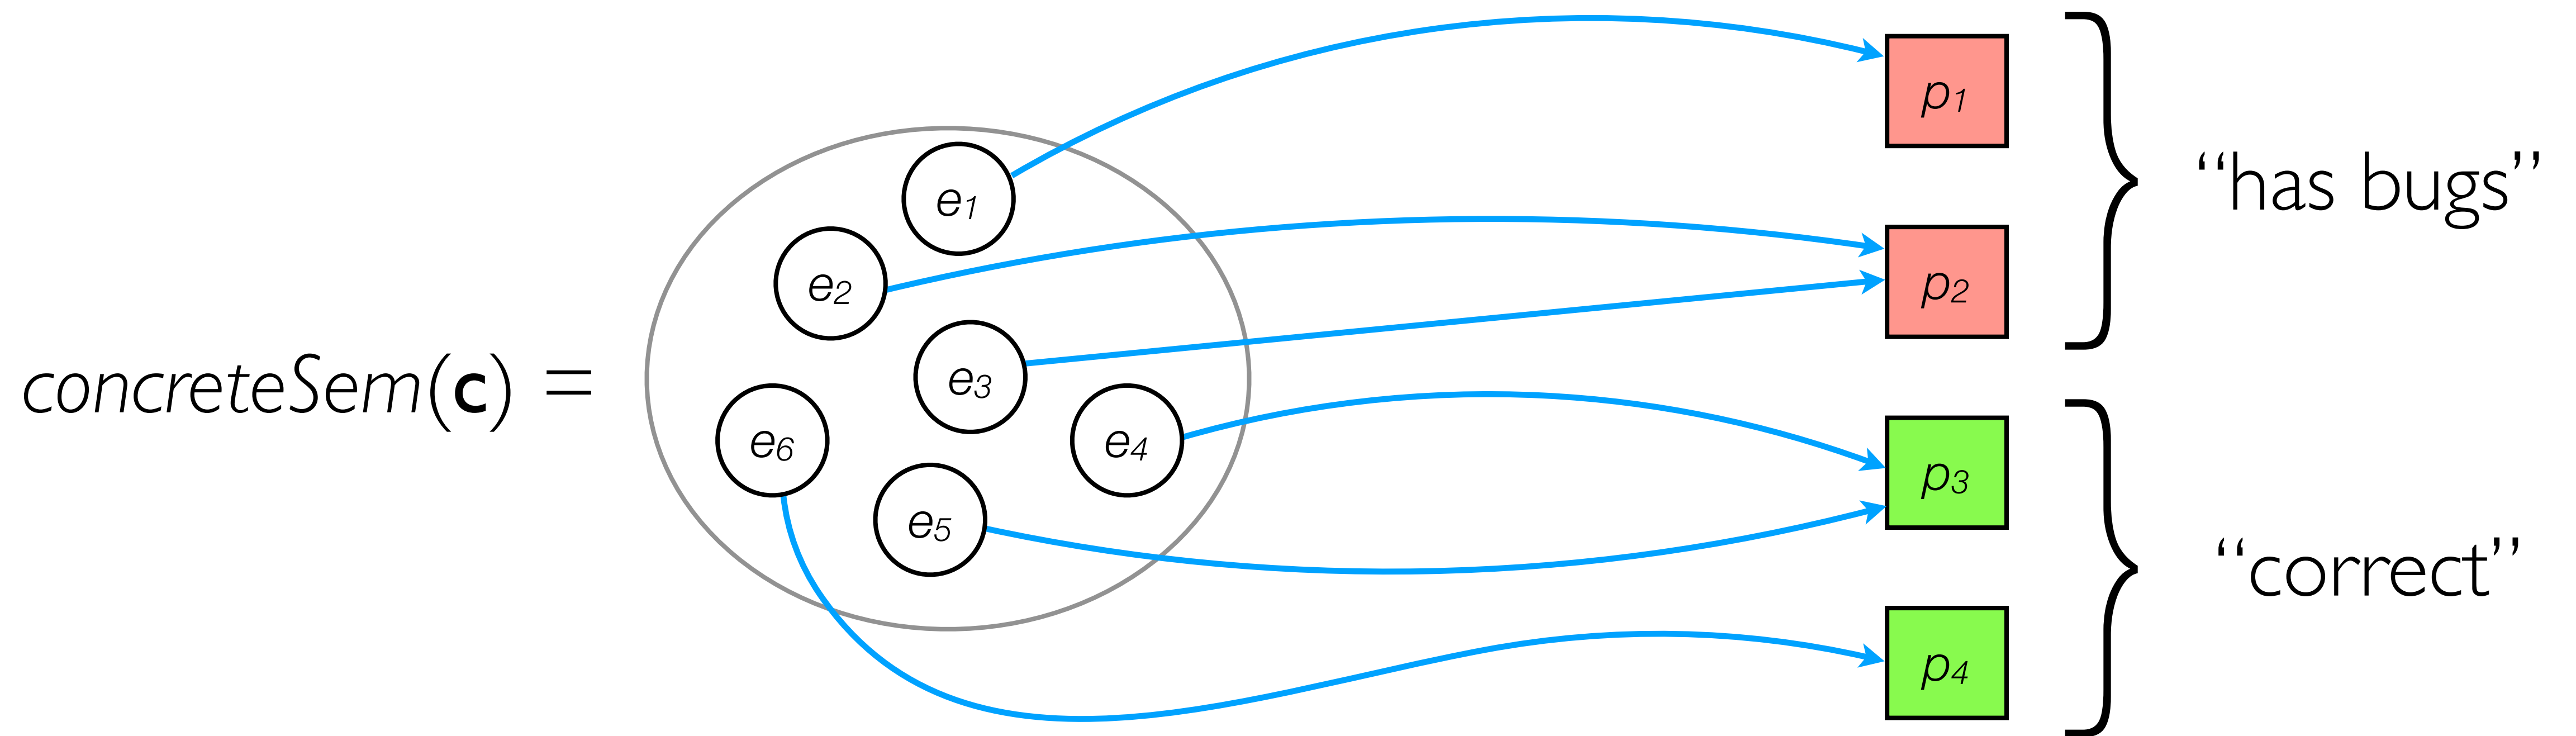 concreteSem(c) =
e1
e2
e3
e4
e5
e6
p1
p2
p3
p4
“has bugs”
“correct”